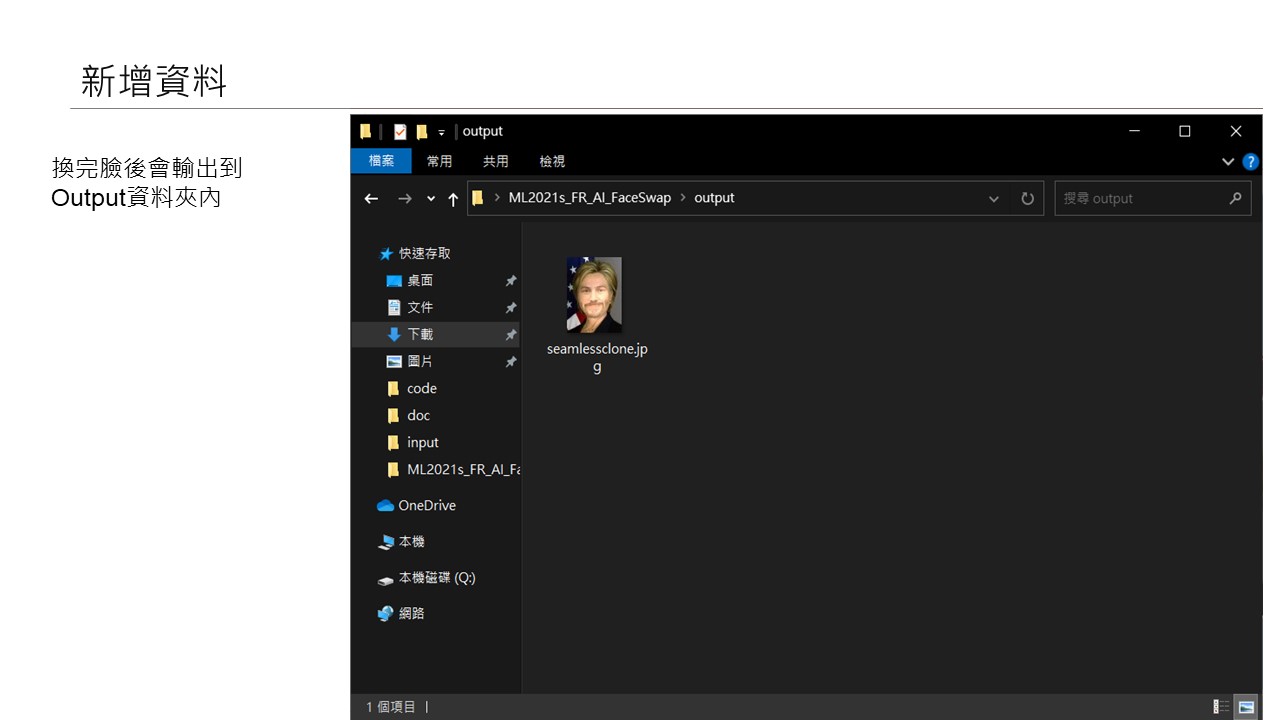 新增資料
換完臉後會輸出到
Output資料夾內
output
檔案 常用 共用 檢視
ML2021s_FR_AI_FaceSwap output 搜尋 output
快速存取
桌面
文件
下載
圖片
code
doc
input
ML2021s_FR_AI_Fa
OneDrive
本機
本機磁碟 (Q:)
網路
seamlessclone.jp
g
1 個項目